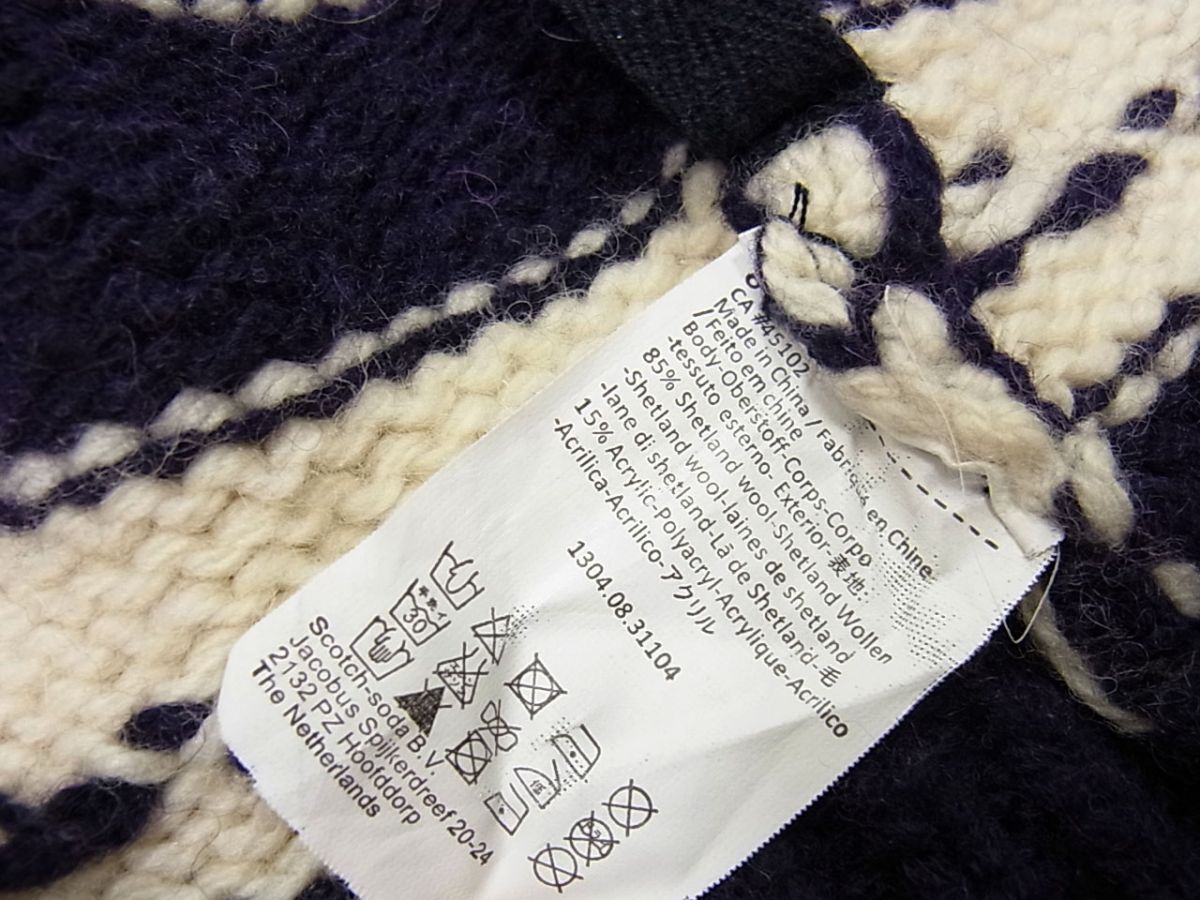 CA #45102
Made in China / Fabriqué en Chine
/ Feito em chine
Body-Oberstoff-Corps-Corpo
-tessuto esterno-Exterior-表地
85% Shetland wool-Shetland Wollen
-Shetland wool-laines de shetland
-lane di shetland-Lã de Shetland-毛
15% Acrylic-Polyacryl-Acrylique-Acrilico
-Acrilica-Acrilico-アクリル
1304.08.31104
30
低
Scotch-soda B.V
Jacobus Spijkerdreef 20-24
2132 PZ Hoofddorp
The Netherlands